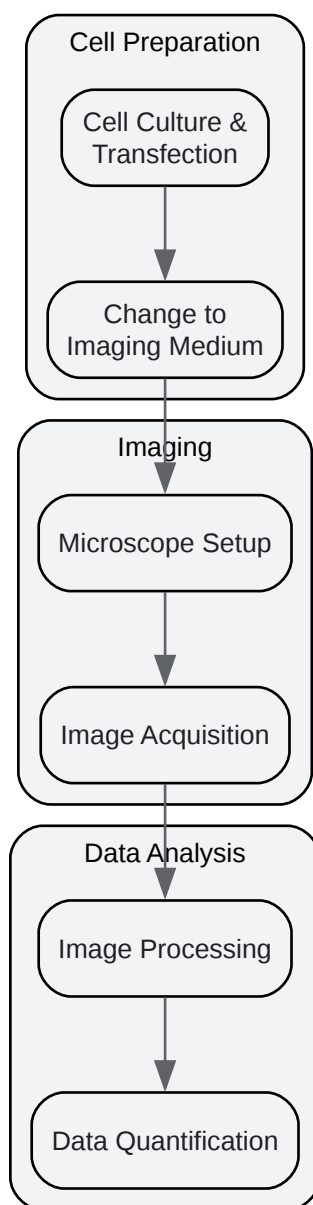 Cell Preparation
Cell Culture &
Transfection
Change to
Imaging Medium
Imaging
Microscope Setup
Image Acquisition
Data Analysis
Image Processing
Data Quantification